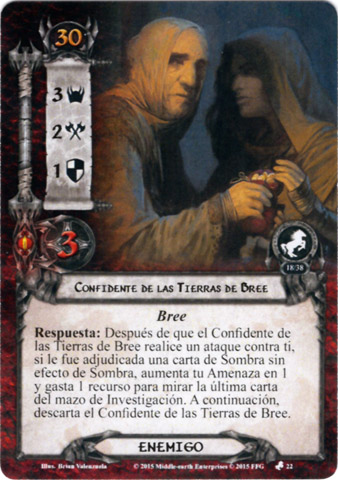 30
3
2
1
3
18/38
Confidente de las Tierras de Bree
Bree
Respuesta: Después de que el Confidente de
las Tierras de Bree realice un ataque contra ti,
si le fue adjudicada una carta de Sombra sin
efecto de Sombra, aumenta tu Amenaza en 1
y gasta 1 recurso para mirar la última carta
del mazo de Investigación. A continuación,
descarta el Confidente de las Tierras de Bree.
ENEMIGO
Illus. Brian Valenzuela © 2015 Middle-earth Enterprises © 2015 FFG 22